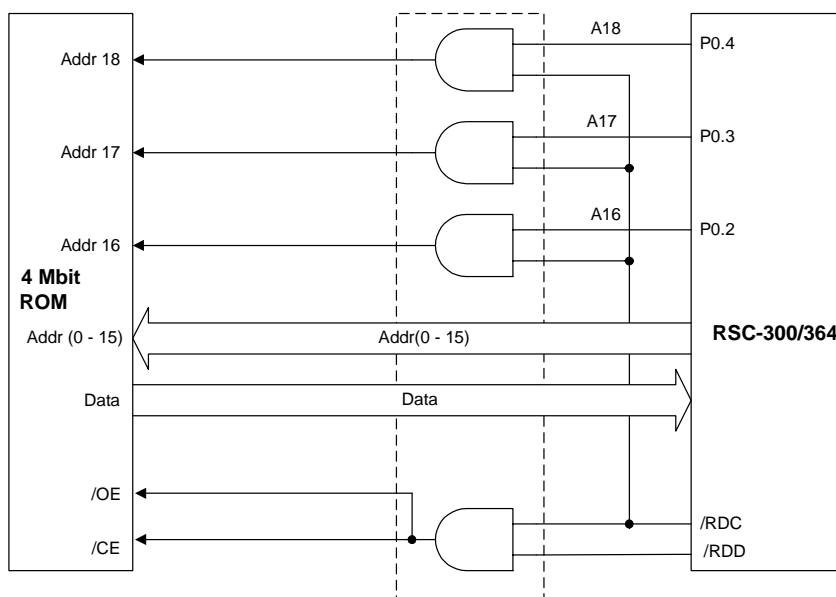 A18
P0.4
Addr 18
A17
P0.3
Addr 17
A16
P0.2
Addr 16
4 Mbit
ROM
Addr (0 - 15)
Addr(0 - 15)
RSC-300/364
Data
Data
/OE
/RDC
/CE
/RDD